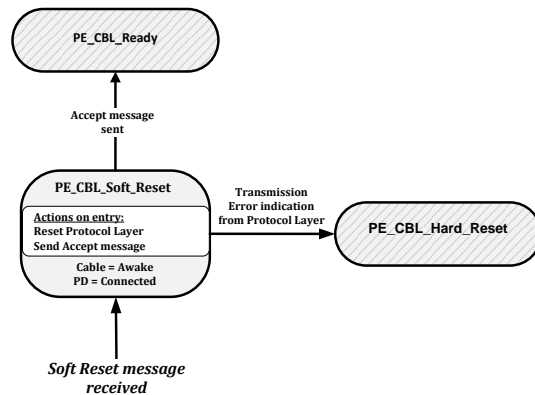 PE_CBL_Ready
Accept message
sent
PE_CBL_Soft_Reset
Actions on entry:
Reset Protocol Layer
Send Accept message
Cable = Awake
PD = Connected
Transmission
Error indication
from Protocol Layer
PE_CBL_Hard_Reset
Soft Reset message
received